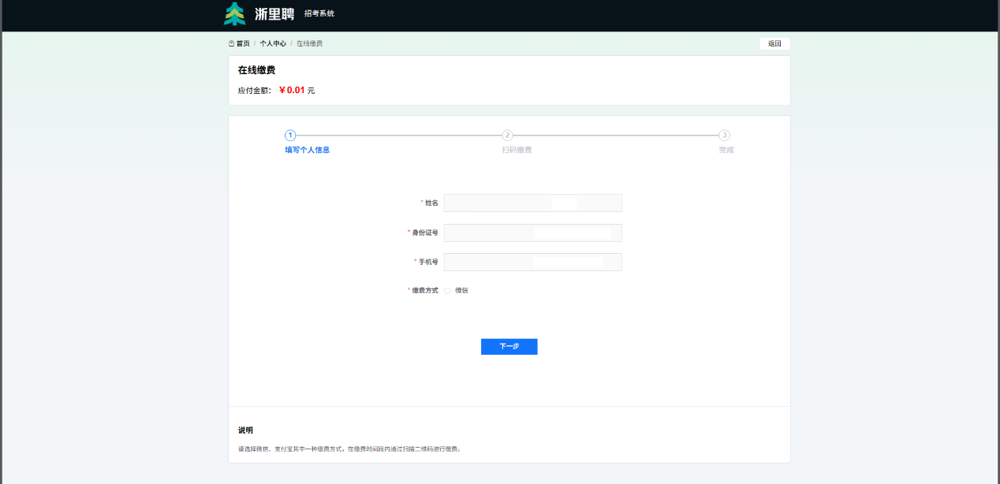 浙里聘 招考系统
首页 / 个人中心 / 在线缴费
返回
在线缴费
应付金额： ￥0.01 元
1 2 3
填写个人信息 扫码缴费 完成
* 姓名
* 身份证号
* 手机号
* 缴费方式 微信
下一步
说明
请选择微信、支付宝其中一种缴费方式，在缴费时间段内通过扫描二维码进行缴费。